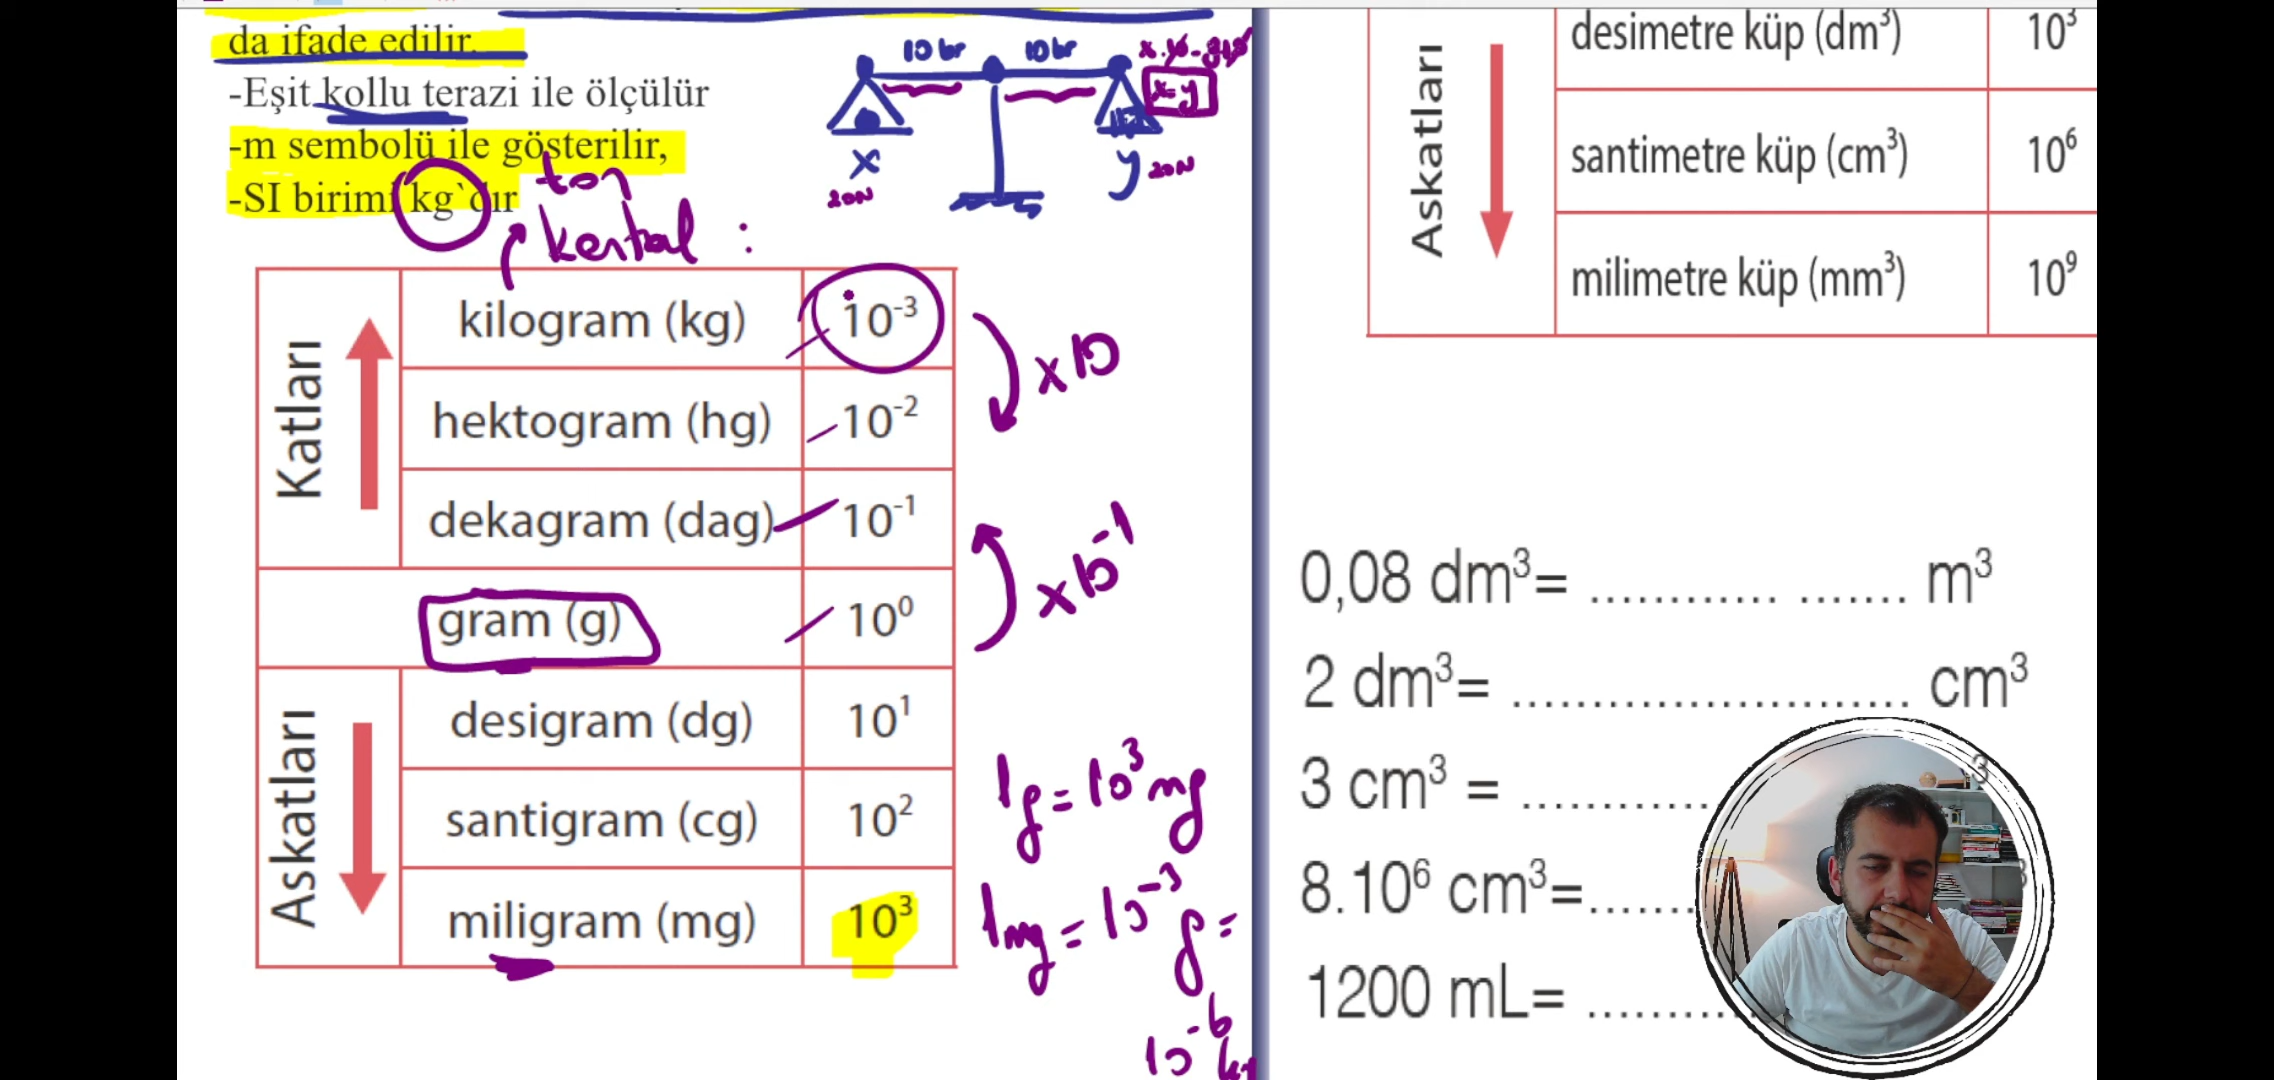 da ifade edilir.
-Eşit kollu terazi ile ölçülür
-m sembolü ile gösterilir,
-SI birimi kg`dır
ton
kental :
10 br 10 br
x=y
x y
20N 20N
Katları
kilogram (kg) 10⁻³
hektogram (hg) 10⁻²
dekagram (dag) 10⁻¹
gram (g) 10⁰
Askatları
desigram (dg) 10¹
santigram (cg) 10²
miligram (mg) 10³
x10
x10⁻¹
1g = 10³ mg
1mg = 10⁻³ g =
10⁻⁶
Askatları
desimetre küp (dm³) 10³
santimetre küp (cm³) 10⁶
milimetre küp (mm³) 10⁹
0,08 dm³= ............ ....... m³
2 dm³= ......................... cm³
3 cm³ = ............
8.10⁶ cm³=.......
1200 mL= ...........